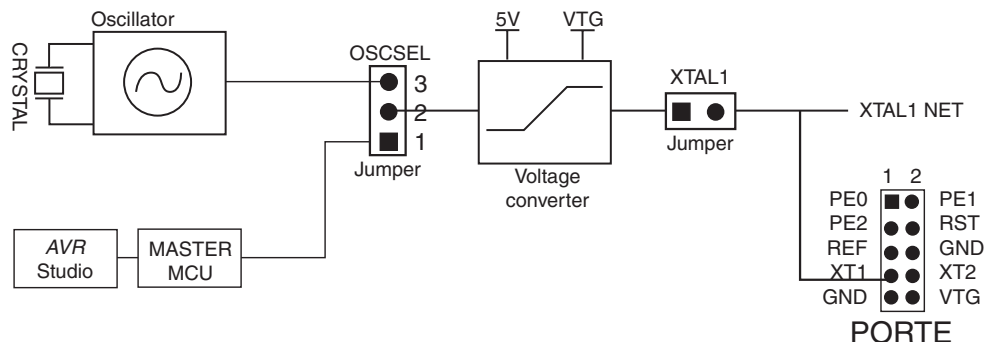 Oscillator
CRYSTAL
OSCSEL
3
2
1
Jumper
5V VTG
Voltage
converter
XTAL1
Jumper
XTAL1 NET
AVR
Studio
MASTER
MCU
1 2
PE0 PE1
PE2 RST
REF GND
XT1 XT2
GND VTG
PORTE